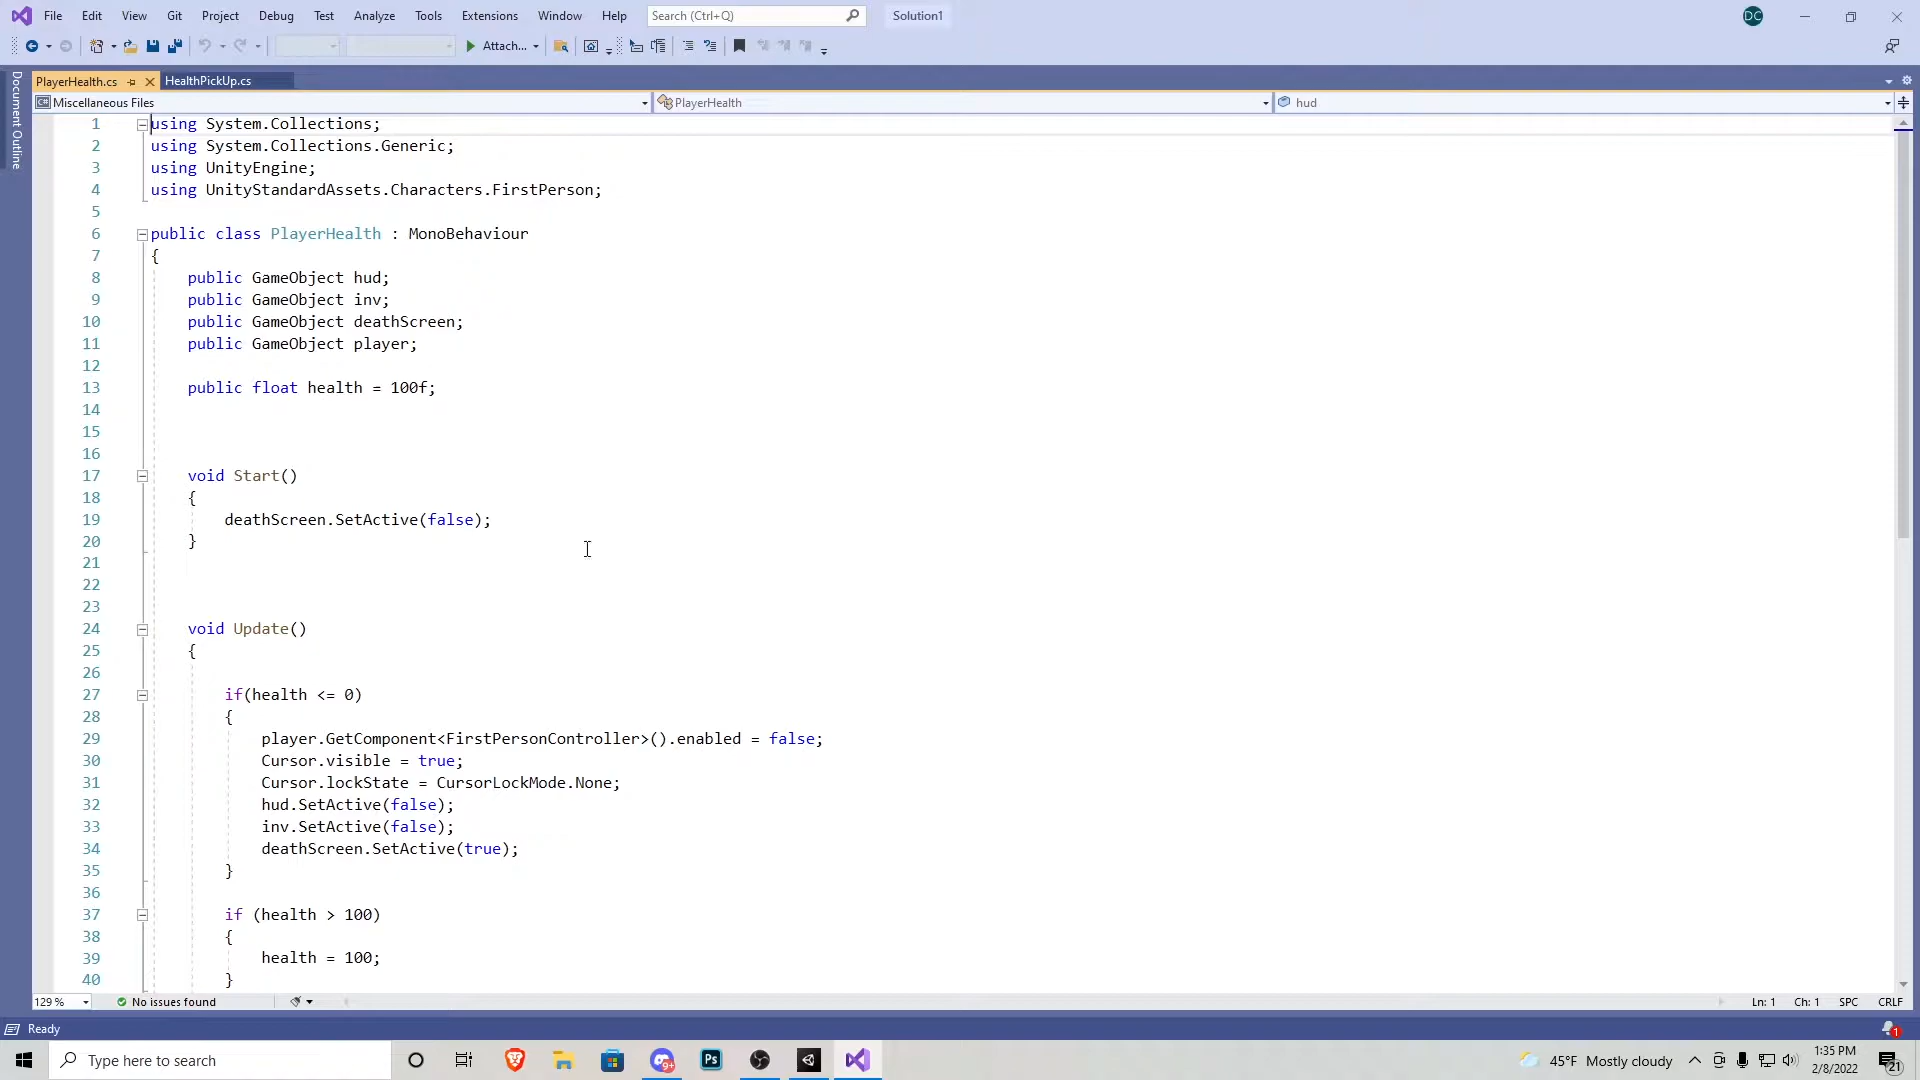 File Edit View Git Project Debug Test Analyze Tools Extensions Window Help Search (Ctrl+Q) Solution1 DC
Attach...
Document Outline
PlayerHealth.cs HealthPickUp.cs
Miscellaneous Files PlayerHealth hud
1 using System.Collections;
2 using System.Collections.Generic;
3 using UnityEngine;
4 using UnityStandardAssets.Characters.FirstPerson;
5
6 public class PlayerHealth : MonoBehaviour
7 {
8 public GameObject hud;
9 public GameObject inv;
10 public GameObject deathScreen;
11 public GameObject player;
12
13 public float health = 100f;
14
15
16
17 void Start()
18 {
19 deathScreen.SetActive(false);
20 }
21
22
23
24 void Update()
25 {
26
27 if(health <= 0)
28 {
29 player.GetComponent<FirstPersonController>().enabled = false;
30 Cursor.visible = true;
31 Cursor.lockState = CursorLockMode.None;
32 hud.SetActive(false);
33 inv.SetActive(false);
34 deathScreen.SetActive(true);
35 }
36
37 if (health > 100)
38 {
39 health = 100;
40 }
129 % No issues found Ln: 1 Ch: 1 SPC CRLF
Ready 1
Type here to search 9+ Ps 45°F Mostly cloudy 1:35 PM
2/8/2022 21